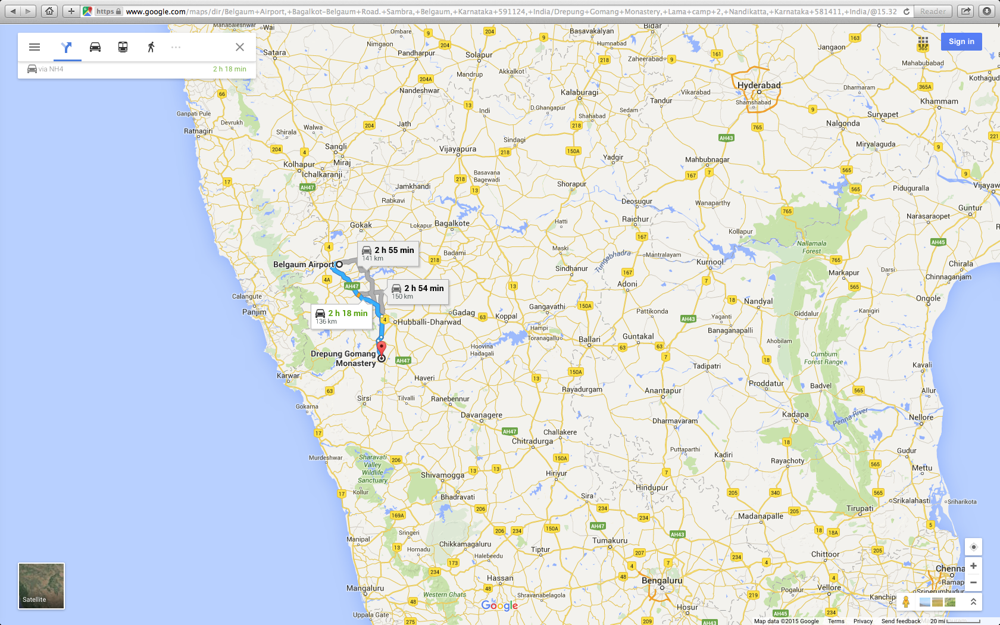 https
www.google.com/maps/dir/Belgaum+Airport,+Bagalkot-Belgaum+Road.+Sambra,+Belgaum,+Karnataka+591124,+India/Drepung+Gomang+Monastery,+Lama+camp+2,+Nandikatta,+Karnataka+581411,+India/@15.32
Reader
via NH4
2 h 18 min
Sign in
Mahabaleshwar
Wai
Satara
Ombare
Nimgaon
Pandharpur
Solapur
Basavakalyan
Bidar
Humnabad
Zaheerabad
Jangaon
Mahabubabad
Kothagud
Mudhol
Akkalkot
Nandeshwar
Kalaburagi
Vikarabad
Hyderabad
Shamshabad
Dharmaram
Suryapet
Khammam
Ganpati Pule
Devrukh
Ratnagiri
Shirala
Walwa
Jath
Indi
D.Ghangapur
Shahabad
Sedam
Tandur
Nalgonda
Miryalaguda
Sangli
Miraj
Kolhapur
Ichalkaranji
Vijayapura
Sindagi
Yadgir
Mahbubnagar
Jamkhandi
Rabkavi
Basavana
Bagewadi
Shorapur
Deosugur
Wanaparthy
Piduguralla
Vijayaw
Guntur
Narasaraopet
Gokak
Lokapur
Bagalkote
Hatti
Raichur
Kollapur
Nallamala
Forest
Belgaum Airport
2 h 55 min
141 km
Badami
Maski
Sindhanur
Tungabhadra
Mantralayam
Kurnool
Markapur
Darsi
Chirala
Chinnaganjam
2 h 54 min
150 km
Adoni
Nandyal
Ongole
Calangute
Panjim
2 h 18 min
136 km
Hubballi-Dharwad
Gadag
Koppal
Gangavathi
Hampi
Toranagallu
Pattikonda
Yaganti
Banaganapalli
Giddalur
Kanigiri
Hoovina
Hadagali
Ballari
Guntakal
Ahobilam
Cumbum
Forest Range
Drepung Gomang
Monastery
Karwar
Haveri
Rayadurgam
Anantapur
Tadipatri
Proddatur
Badvel
Kavali
Allur
Sirsi
Tilvalli
Ranebennur
Gokarna
Davanagere
Dharmavaram
Kadapa
Penna River
Nellore
Challakere
Chitradurga
Puttaparthi
Kadiri
Rayachoty
Gudur
Mettu
Murdeshwar
Sharavati
Valley
Wildlife
Sanctuary
Kollur
Shivamogga
Hiriyur
Hindupur
Bhadravati
Sira
Madanapalle
Tirupati
Srikalahasti
Sriharikota
Sringeri
Manipal
Hornadu
Chikkamagaluru
Halebeedu
Tiptur
Tumakuru
Chittoor
Hassan
Bengaluru
Chenna
Mangaluru
Western Ghats
Shravanabelagola
Pogalur
Vellore
Kanchip
Sriperumbudur
Ramap
Uppala Gate
Hosur
Satellite
Google
Map data ©2015 Google
Terms
Privacy
Send feedback
20 mi